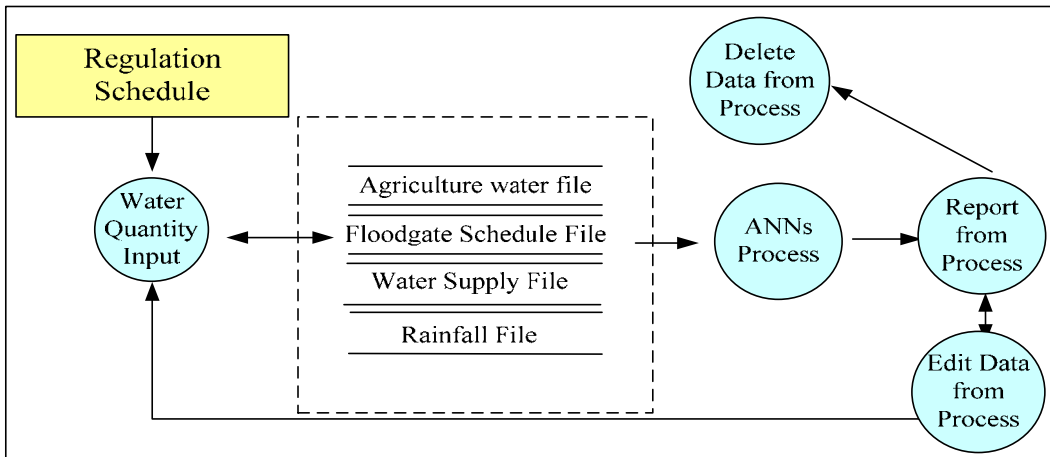 Regulation
Schedule
Delete
Data from
Process
Water
Quantity
Input
Agriculture water file
Floodgate Schedule File
Water Supply File
Rainfall File
ANNs
Process
Report
from
Process
Edit Data
from
Process